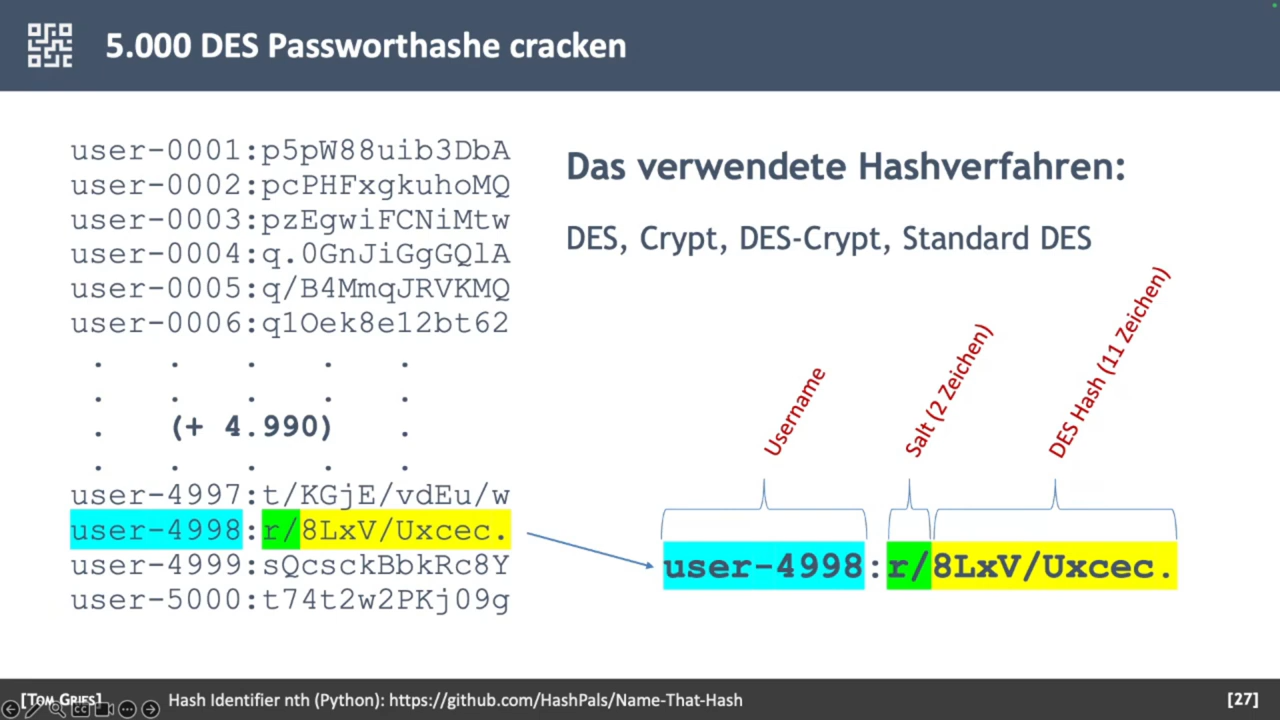 5.000 DES Passworthashe cracken
user-0001:p5pW88uib3DbA
user-0002:pcPHFxgkuhoMQ
user-0003:pzEgwiFCNiMtw
user-0004:q.0GnJiGgGQlA
user-0005:q/B4MmqJRVKMQ
user-0006:q1Oek8e12bt62
. . . . .
. . . . .
. (+ 4.990) .
. . . . .
user-4997:t/KGjE/vdEu/w
user-4998:r/8LxV/Uxcec.
user-4999:sQcsckBbkRc8Y
user-5000:t74t2w2PKj09g
Das verwendete Hashverfahren:
DES, Crypt, DES-Crypt, Standard DES
Username
Salt (2 Zeichen)
DES Hash (11 Zeichen)
user-4998:r/8LxV/Uxcec.
[Tom Gries]
Hash Identifier nth (Python): https://github.com/HashPals/Name-That-Hash
[27]